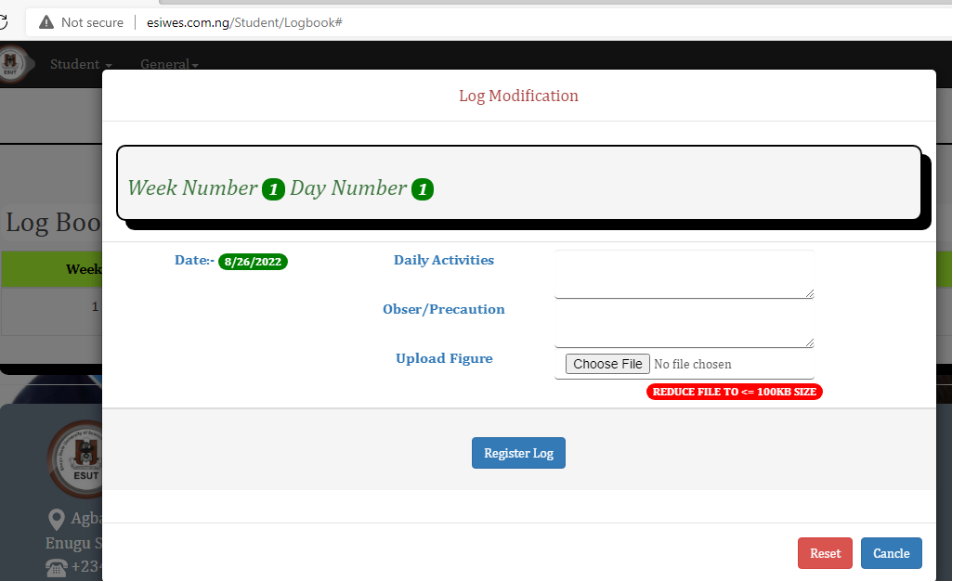 Not secure | esiwes.com.ng/Student/Logbook#
ESUT Student General
Log Modification
Week Number 1 Day Number 1
Log Boo
Week
Date:- 8/26/2022 Daily Activities
1
Obser/Precaution
Upload Figure Choose File No file chosen
REDUCE FILE TO <= 100KB SIZE
Register Log
ESUT
Agba
Enugu S
+234
Reset Cancle